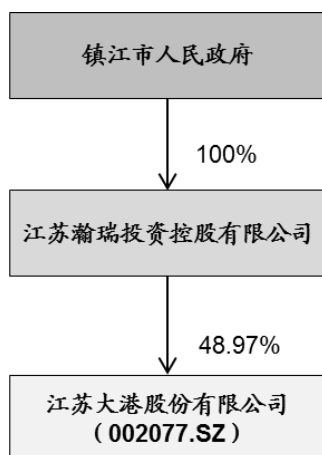 镇江市人民政府
100%
江苏瀚瑞投资控股有限公司
48.97%
江苏大港股份有限公司
（002077.SZ）